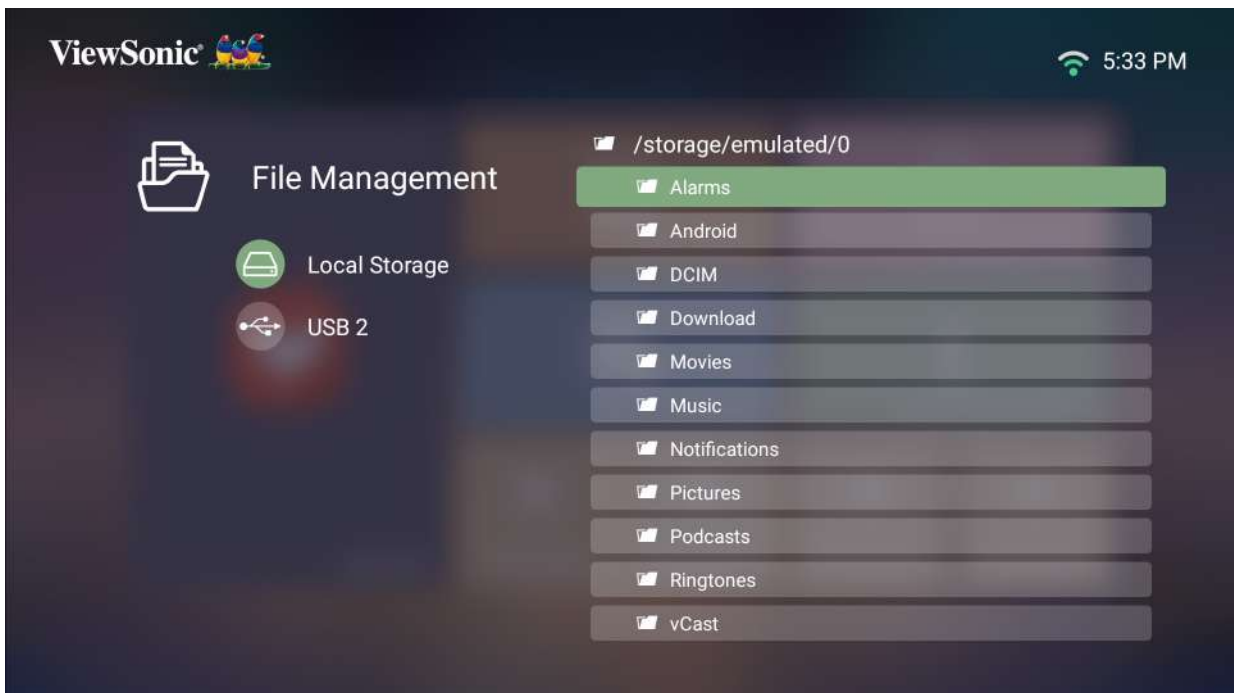 ViewSonic
5:33 PM
File Management
Local Storage
USB 2
/storage/emulated/0
Alarms
Android
DCIM
Download
Movies
Music
Notifications
Pictures
Podcasts
Ringtones
vCast